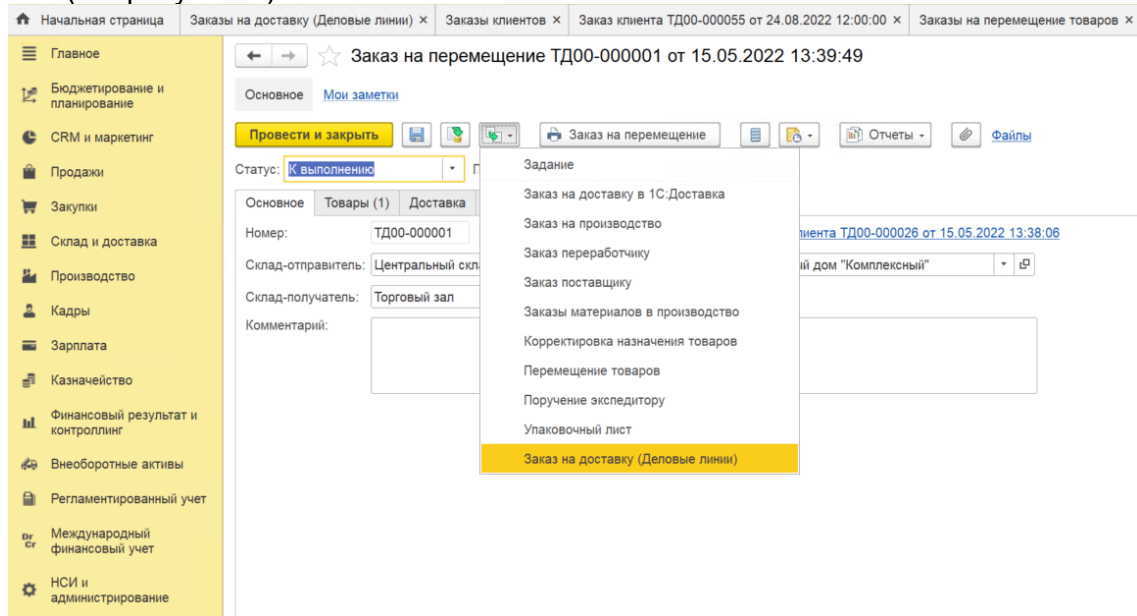 Начальная страница
Заказы на доставку (Деловые линии) ×
Заказы клиентов ×
Заказ клиента ТД00-000055 от 24.08.2022 12:00:00 ×
Заказы на перемещение товаров ×
Главное
Бюджетирование и
планирование
CRM и маркетинг
Продажи
Закупки
Склад и доставка
Производство
Кадры
Зарплата
Казначейство
Финансовый результат и
контроллинг
Внеоборотные активы
Регламентированный учет
Международный
финансовый учет
НСИ и
администрирование
Заказ на перемещение ТД00-000001 от 15.05.2022 13:39:49
Основное Мои заметки
Провести и закрыть
Заказ на перемещение
Отчеты
Файлы
Статус: К выполнению
Основное Товары (1) Доставка
Номер: ТД00-000001
лиента ТД00-000026 от 15.05.2022 13:38:06
Склад-отправитель: Центральный скл
ый дом "Комплексный"
Склад-получатель: Торговый зал
Комментарий:
Задание
Заказ на доставку в 1С:Доставка
Заказ на производство
Заказ переработчику
Заказ поставщику
Заказы материалов в производство
Корректировка назначения товаров
Перемещение товаров
Поручение экспедитору
Упаковочный лист
Заказ на доставку (Деловые линии)